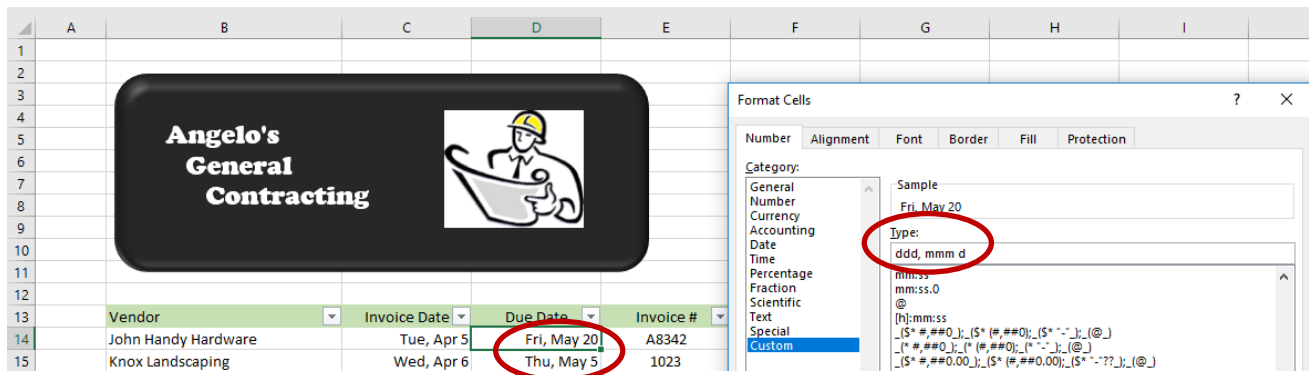 A B C D E F G H I
1
2
3
Format Cells ? ×
4
5
Angelo's
Number Alignment Font Border Fill Protection
6
General
Category:
7
General Sample
8
Contracting
Number Fri, May 20
Currency
9
Accounting Type:
10
Date ddd, mmm d
Time
11
Percentage mm:ss
Fraction mm:ss.0
12
Scientific @
13 Vendor Invoice Date Due Date Invoice #
Text [h]:mm:ss
Special _($* #,##0_);_($* (#,##0);_($* "-"_);_(@_)
14 John Handy Hardware Tue, Apr 5 Fri, May 20 A8342
Custom _(* #,##0_);_(* (#,##0);_(* "-"_);_(@_)
15 Knox Landscaping Wed, Apr 6 Thu, May 5 1023
_($* #,##0.00_);_($* (#,##0.00);_($* "-"??_);_(@_)